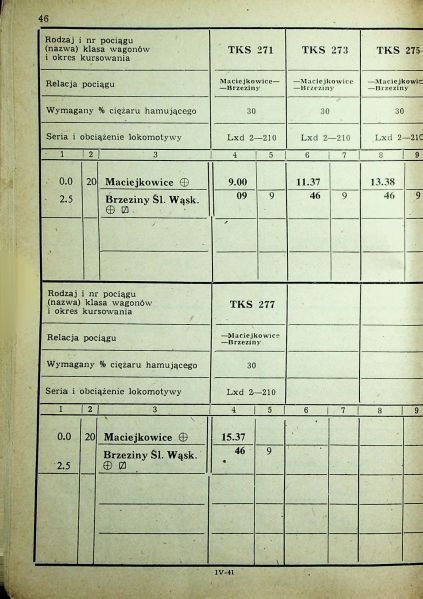 46
Rodzaj i nr pociągu
(nazwa) klasa wagonów
i okres kursowania
TKS 271 TKS 273 TKS 275
Relacja pociągu
Maciejkowice— —Maciejkowice
—Brzeziny —Brzeziny —Brzeziny
Wymagany % ciężaru hamującego 30 30 30
Seria i obciążenie lokomotywy Lxd 2—210 Lxd 2—210
1 2 3 4 5 6 7 8 9
0.0 20 Maciejkowice ⊕ 9.00 11.37 13.38
2.5 Brzeziny Śl. Wąsk. 09 9 46 9 46 9
⊕ ⍁
Rodzaj i nr pociągu
(nazwa) klasa wagonów
i okres kursowania
TKS 277
Relacja pociągu
—Maciejkowice
—Brzeziny
Wymagany % ciężaru hamującego 30
Seria i obciążenie lokomotywy Lxd 2—210
1 2 3 4 5 6 7 8 9
0.0 20 Maciejkowice ⊕ 15.37
Brzeziny Śl. Wąsk. 46 9
2.5 ⊕ ⍁
IV-41